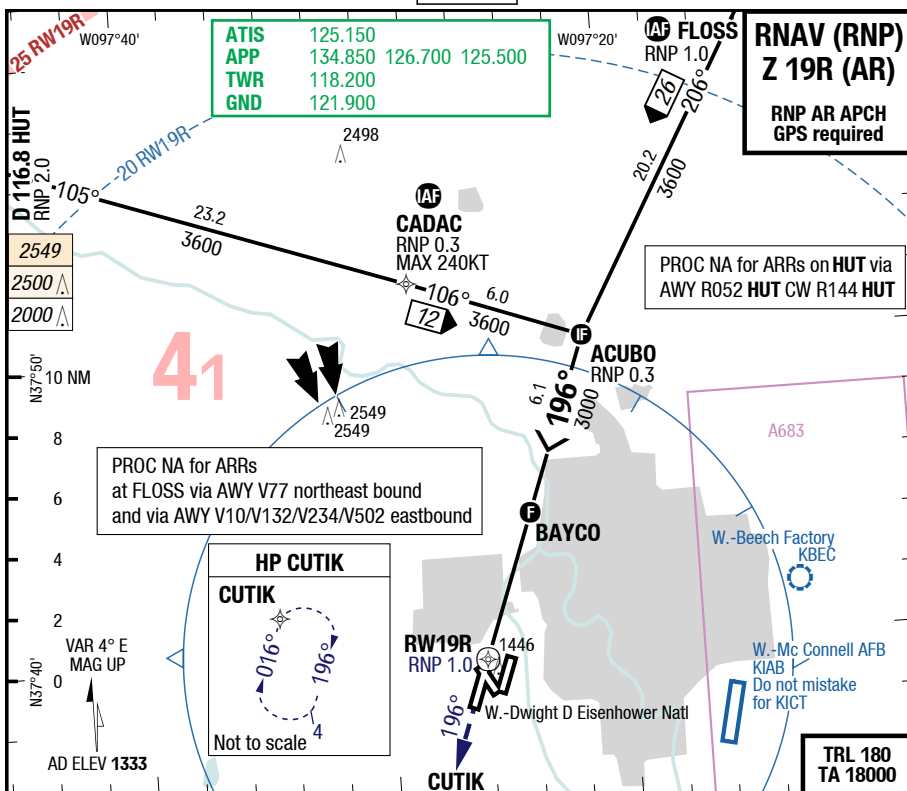 25 RW19R
W097°40'
ATIS 125.150
APP 134.850 126.700 125.500
TWR 118.200
GND 121.900
W097°20'
IAF FLOSS
RNP 1.0
26
206°
20.2
3600
RNAV (RNP)
Z 19R (AR)
RNP AR APCH
GPS required
D 116.8 HUT
RNP 2.0
20 RW19R
2498
105°
23.2
3600
IAF
CADAC
RNP 0.3
MAX 240KT
106°
6.0
12
3600
2549
2500
2000
PROC NA for ARRs on HUT via
AWY R052 HUT CW R144 HUT
IF
ACUBO
RNP 0.3
6.1
196°
3000
N37°50'
10 NM
41
2549
2549
8
A683
PROC NA for ARRs
at FLOSS via AWY V77 northeast bound
and via AWY V10/V132/V234/V502 eastbound
6
F
BAYCO
W.-Beech Factory
KBEC
4
HP CUTIK
CUTIK
016°
196°
4
Not to scale
2
VAR 4° E
MAG UP
N37°40'
0
AD ELEV 1333
RW19R
RNP 1.0
1446
W.-Mc Connell AFB
KIAB
Do not mistake
for KICT
W.-Dwight D Eisenhower Natl
196°
CUTIK
TRL 180
TA 18000